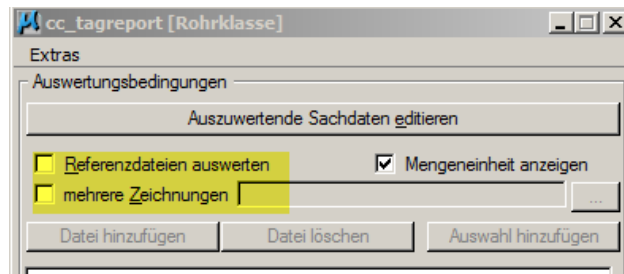 cc_tagreport [Rohrklasse]
Extras
Auswertungsbedingungen
Auszuwertende Sachdaten editieren
Referenzdateien auswerten Mengeneinheit anzeigen
mehrere Zeichnungen ...
Datei hinzufügen Datei löschen Auswahl hinzufügen